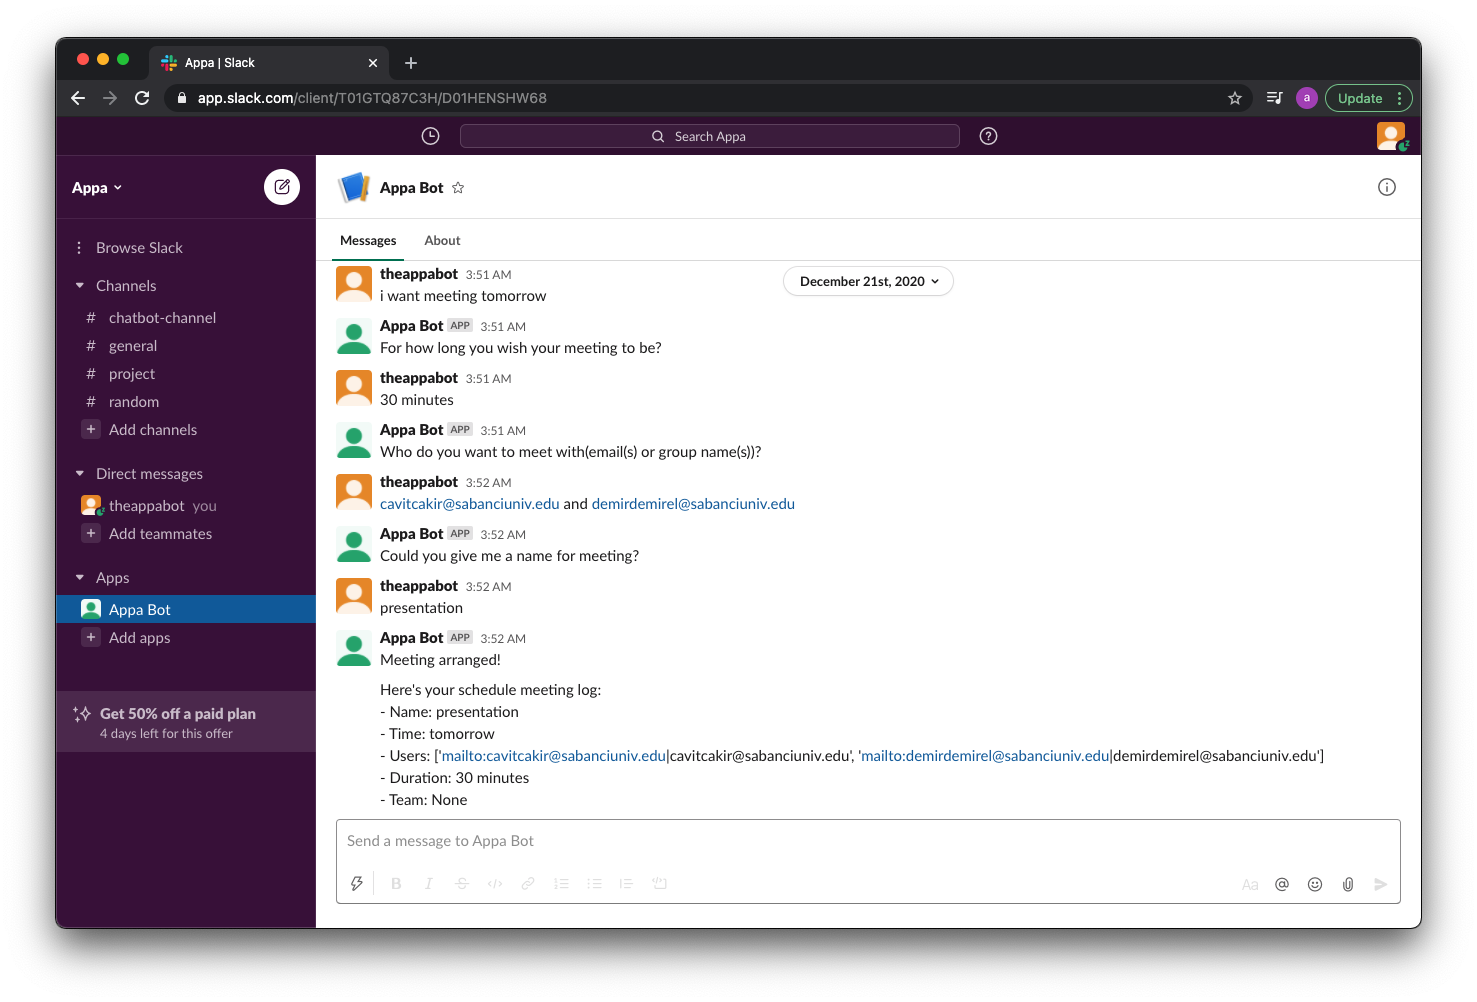 Appa | Slack
app.slack.com/client/T01GTQ87C3H/D01HENSHW68
a
Update
Search Appa
Appa
Browse Slack
Channels
# chatbot-channel
# general
# project
# random
+ Add channels
Direct messages
theappabot you
+ Add teammates
Apps
Appa Bot
+ Add apps
Get 50% off a paid plan
4 days left for this offer
Appa Bot
Messages About
December 21st, 2020
theappabot 3:51 AM
i want meeting tomorrow
Appa Bot APP 3:51 AM
For how long you wish your meeting to be?
theappabot 3:51 AM
30 minutes
Appa Bot APP 3:51 AM
Who do you want to meet with(email(s) or group name(s))?
theappabot 3:52 AM
cavitcakir@sabanciuniv.edu and demirdemirel@sabanciuniv.edu
Appa Bot APP 3:52 AM
Could you give me a name for meeting?
theappabot 3:52 AM
presentation
Appa Bot APP 3:52 AM
Meeting arranged!
Here's your schedule meeting log:
- Name: presentation
- Time: tomorrow
- Users: ['mailto:cavitcakir@sabanciuniv.edu|cavitcakir@sabanciuniv.edu', 'mailto:demirdemirel@sabanciuniv.edu|demirdemirel@sabanciuniv.edu']
- Duration: 30 minutes
- Team: None
Send a message to Appa Bot
B I S Aa @